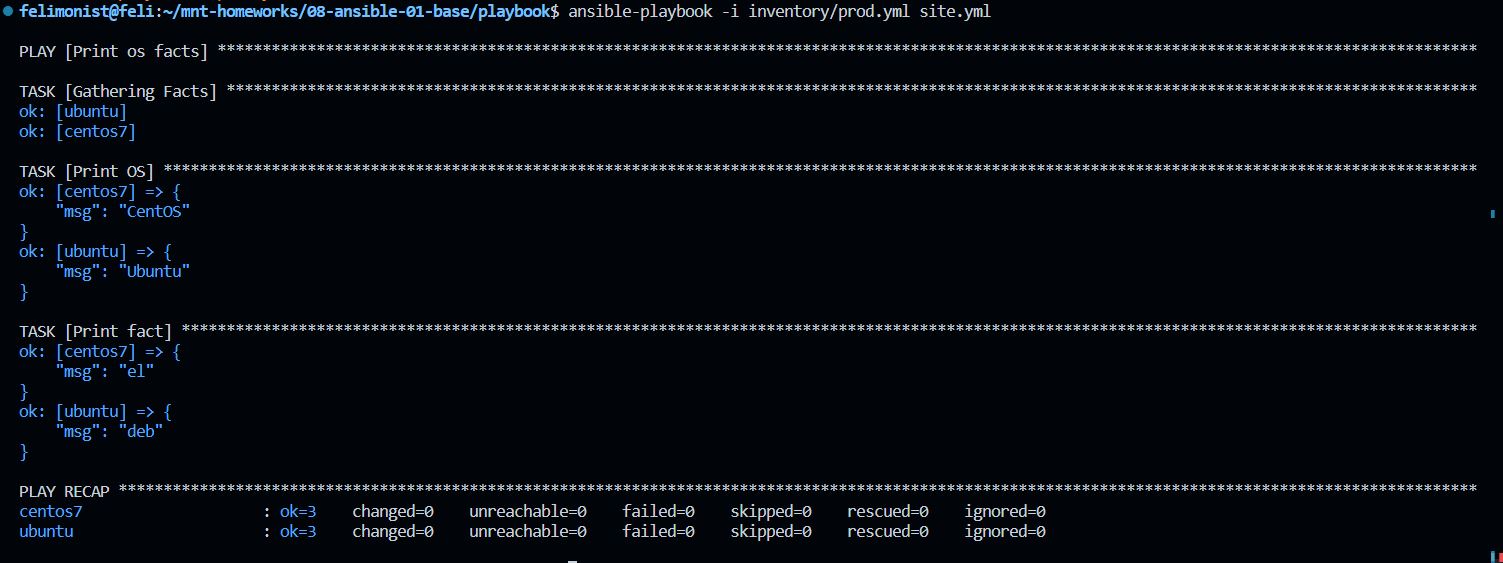 felimonist@feli:~/mnt-homeworks/08-ansible-01-base/playbook$ ansible-playbook -i inventory/prod.yml site.yml
PLAY [Print os facts] ********************************************************************************************************************************************
TASK [Gathering Facts] *******************************************************************************************************************************************
ok: [ubuntu]
ok: [centos7]
TASK [Print OS] **************************************************************************************************************************************************
ok: [centos7] => {
    "msg": "CentOS"
}
ok: [ubuntu] => {
    "msg": "Ubuntu"
}
TASK [Print fact] ************************************************************************************************************************************************
ok: [centos7] => {
    "msg": "el"
}
ok: [ubuntu] => {
    "msg": "deb"
}
PLAY RECAP *******************************************************************************************************************************************************
centos7                    : ok=3    changed=0    unreachable=0    failed=0    skipped=0    rescued=0    ignored=0
ubuntu                     : ok=3    changed=0    unreachable=0    failed=0    skipped=0    rescued=0    ignored=0